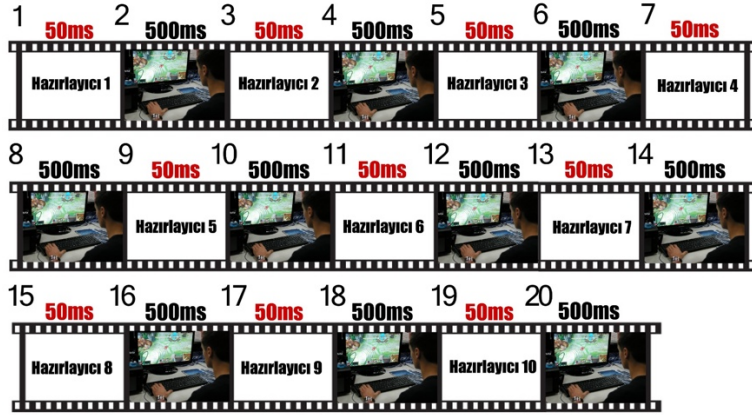 1 50ms 2 500ms 3 50ms 4 500ms 5 50ms 6 500ms 7 50ms
Hazırlayıcı 1 Hazırlayıcı 2 Hazırlayıcı 3 Hazırlayıcı 4
8 500ms 9 50ms 10 500ms 11 50ms 12 500ms 13 50ms 14 500ms
Hazırlayıcı 5 Hazırlayıcı 6 Hazırlayıcı 7
15 50ms 16 500ms 17 50ms 18 500ms 19 50ms 20 500ms
Hazırlayıcı 8 Hazırlayıcı 9 Hazırlayıcı 10